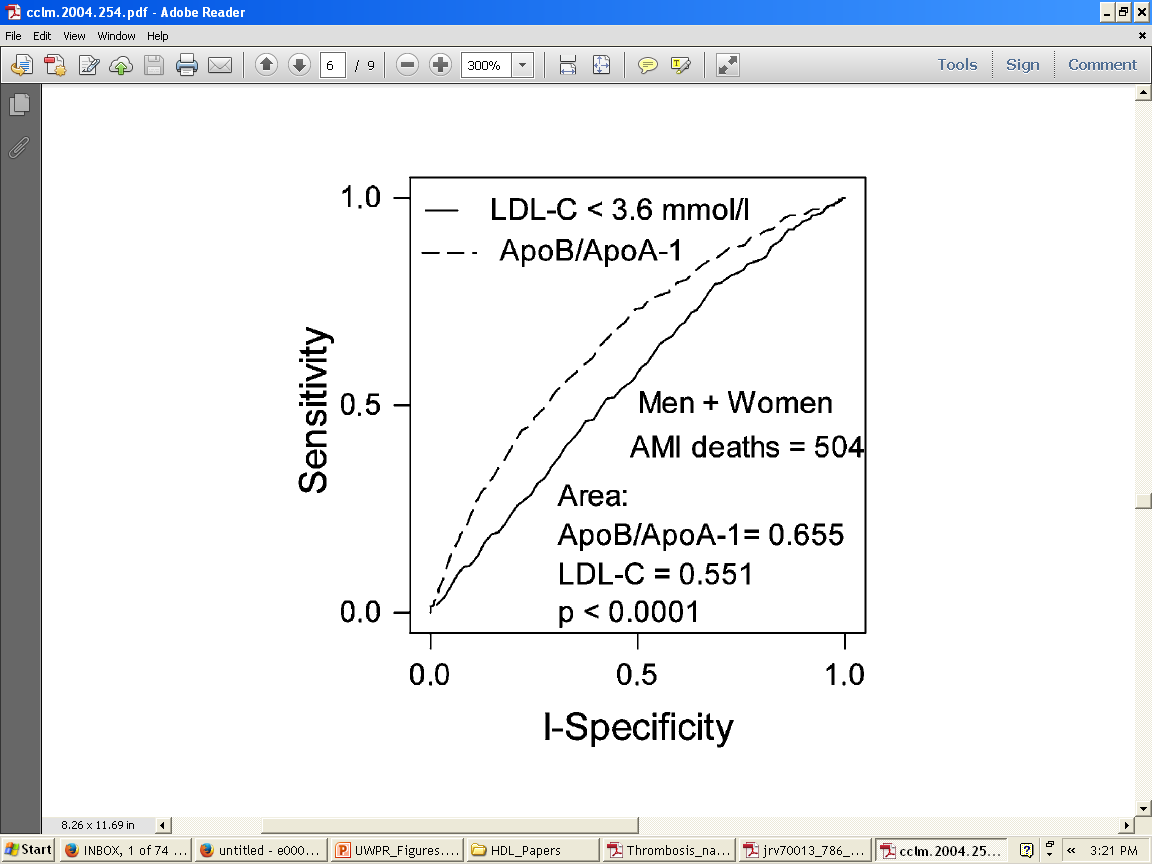 cclm.2004.254.pdf - Adobe Reader
File Edit View Window Help
6 / 9 300% Tools Sign Comment
1.0
LDL-C < 3.6 mmol/l
ApoB/ApoA-1
Sensitivity
0.5
Men + Women
AMI deaths = 504
Area:
ApoB/ApoA-1= 0.655
LDL-C = 0.551
p < 0.0001
0.0
0.0 0.5 1.0
I-Specificity
8.26 x 11.69 in
Start INBOX, 1 of 74 ... untitled - e000... UWPR_Figures.... HDL_Papers Thrombosis_na... jrv70013_786_... cclm.2004.25... « 3:21 PM